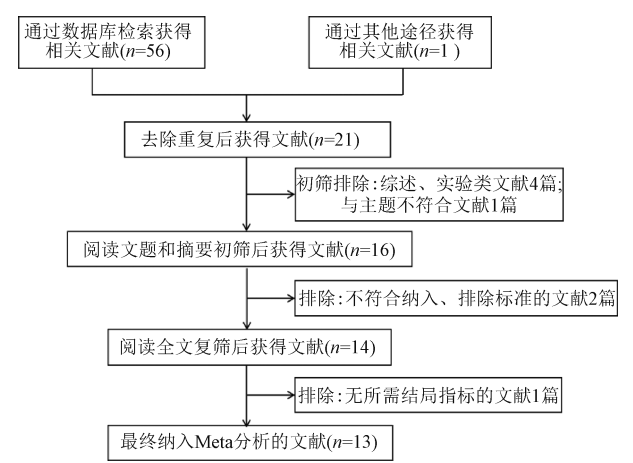 通过数据库检索获得
相关文献(n=56)
通过其他途径获得
相关文献(n=1 )
去除重复后获得文献(n=21)
初筛排除:综述、实验类文献4篇;
与主题不符合文献1篇
阅读文题和摘要初筛后获得文献(n=16)
排除:不符合纳入、排除标准的文献2篇
阅读全文复筛后获得文献(n=14)
排除:无所需结局指标的文献1篇
最终纳入Meta分析的文献(n=13)